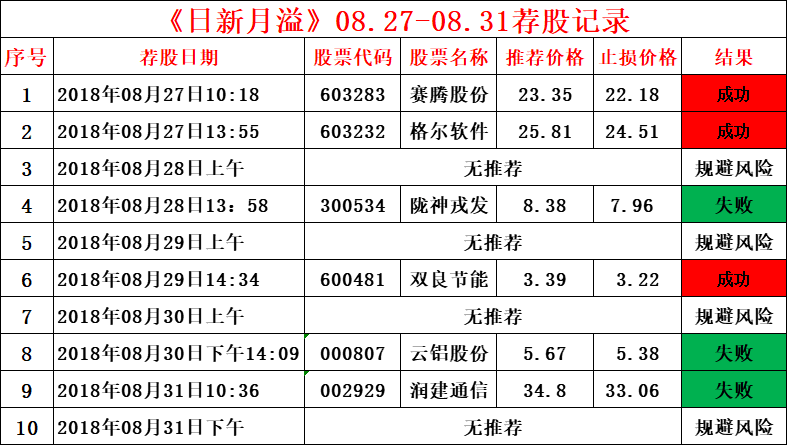 《日新月溢》08.27-08.31荐股记录
序号 荐股日期 股票代码 股票名称 推荐价格 止损价格 结果
1 2018年08月27日10:18 603283 赛腾股份 23.35 22.18 成功
2 2018年08月27日13:55 603232 格尔软件 25.81 24.51 成功
3 2018年08月28日上午 无推荐 规避风险
4 2018年08月28日13：58 300534 陇神戎发 8.38 7.96 失败
5 2018年08月29日上午 无推荐 规避风险
6 2018年08月29日14:34 600481 双良节能 3.39 3.22 成功
7 2018年08月30日上午 无推荐 规避风险
8 2018年08月30日下午14:09 000807 云铝股份 5.67 5.38 失败
9 2018年08月31日10:36 002929 润建通信 34.8 33.06 失败
10 2018年08月31日下午 无推荐 规避风险